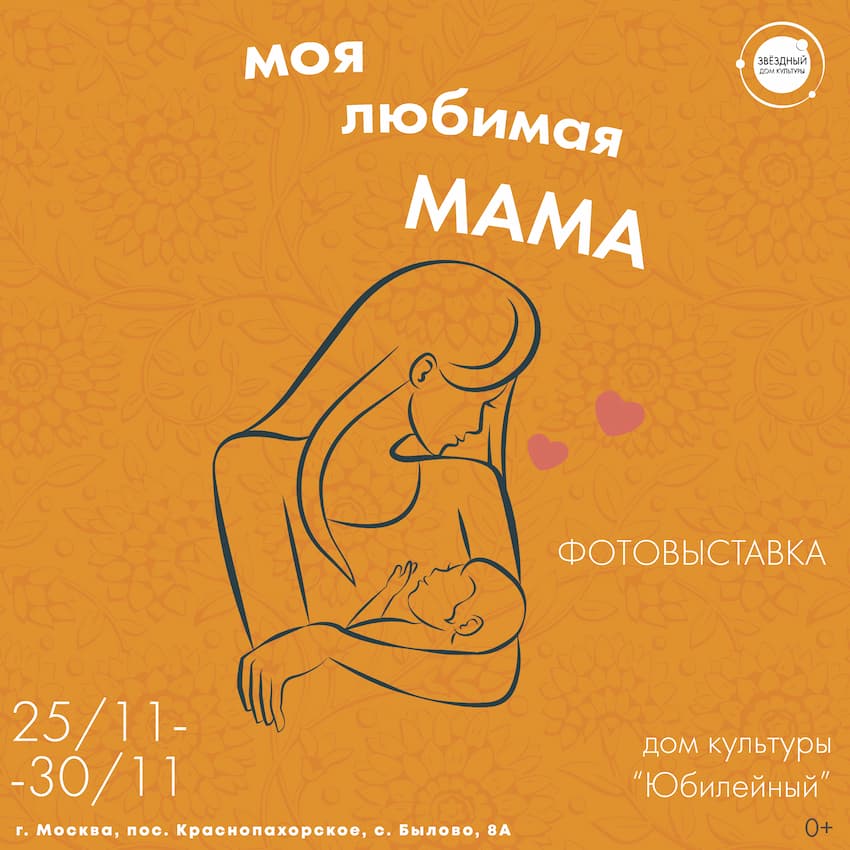 моя
ЗВЁЗДНЫЙ
ДОМ КУЛЬТУРЫ
любимая
МАМА
ФОТОВЫСТАВКА
25/11-
-30/11
дом культуры
“Юбилейный”
г. Москва, пос. Краснопахорское, с. Былово, 8А
0+